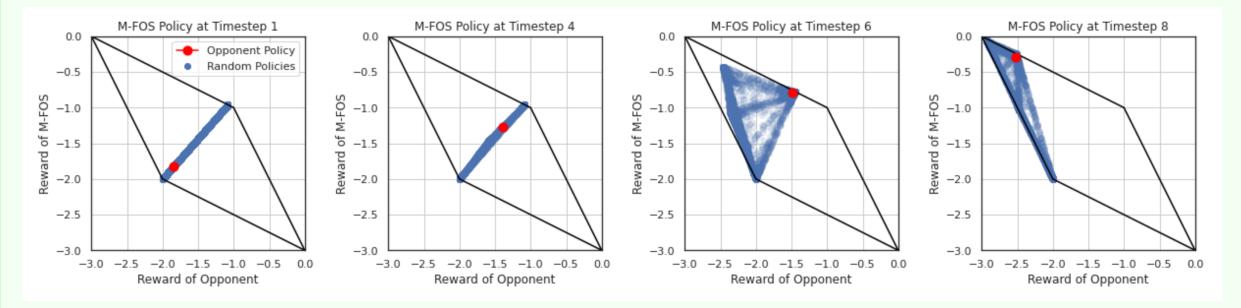 M-FOS Policy at Timestep 1
0.0
−0.5
−1.0
−1.5
−2.0
−2.5
−3.0
Reward of M-FOS
Opponent Policy
Random Policies
−3.0 −2.5 −2.0 −1.5 −1.0 −0.5 0.0
Reward of Opponent
M-FOS Policy at Timestep 4
0.0
−0.5
−1.0
−1.5
−2.0
−2.5
−3.0
Reward of M-FOS
−3.0 −2.5 −2.0 −1.5 −1.0 −0.5 0.0
Reward of Opponent
M-FOS Policy at Timestep 6
0.0
−0.5
−1.0
−1.5
−2.0
−2.5
−3.0
Reward of M-FOS
−3.0 −2.5 −2.0 −1.5 −1.0 −0.5 0.0
Reward of Opponent
M-FOS Policy at Timestep 8
0.0
−0.5
−1.0
−1.5
−2.0
−2.5
−3.0
Reward of M-FOS
−3.0 −2.5 −2.0 −1.5 −1.0 −0.5 0.0
Reward of Opponent